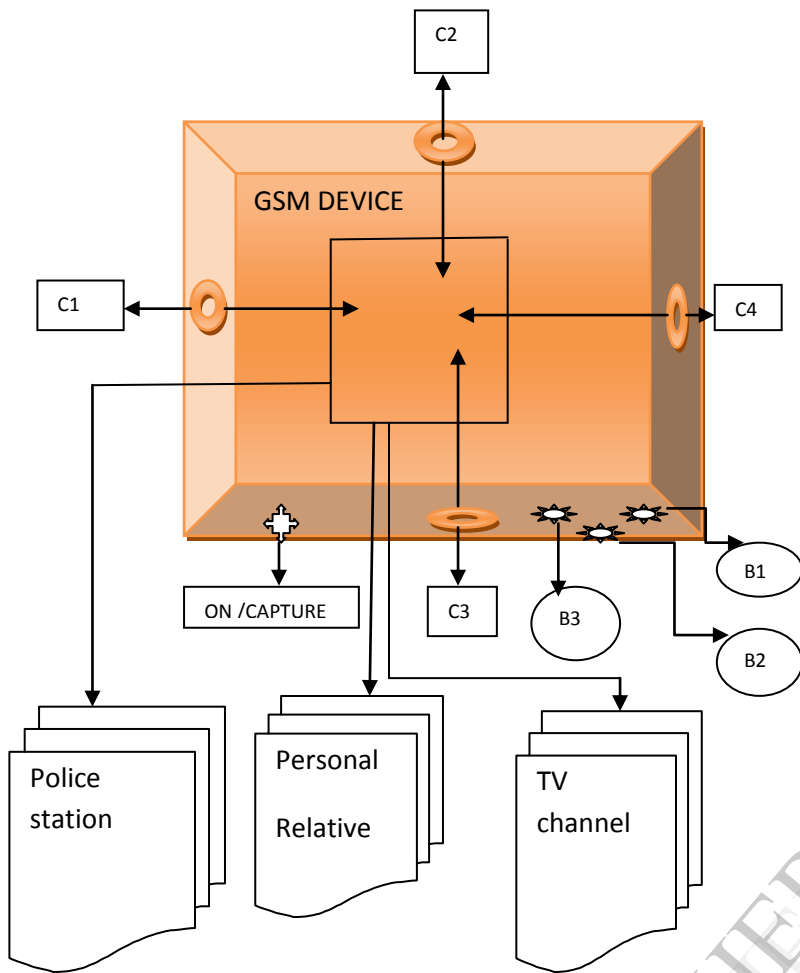 C2
GSM DEVICE
C1
C4
ON /CAPTURE
C3
B3
B1
B2
Police
station
Personal
Relative
TV
channel